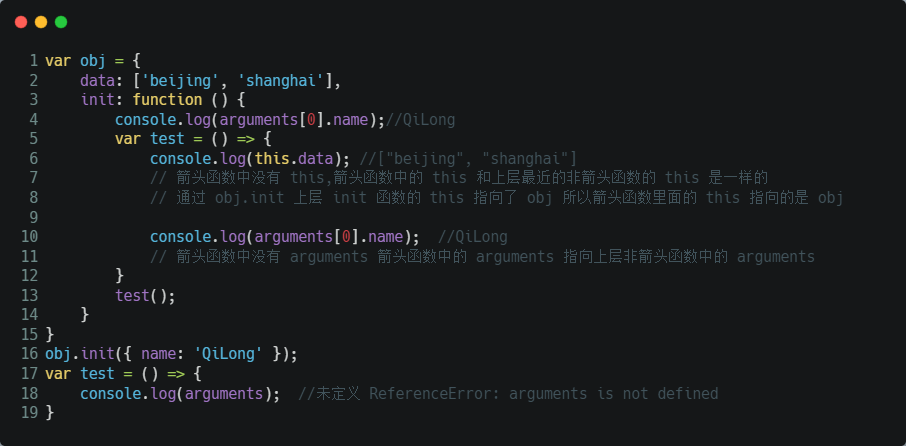 1 var obj = {
2     data: ['beijing', 'shanghai'],
3     init: function () {
4         console.log(arguments[0].name);//QiLong
5         var test = () => {
6             console.log(this.data); //["beijing", "shanghai"]
7             // 箭头函数中没有 this,箭头函数中的 this 和上层最近的非箭头函数的 this 是一样的
8             // 通过 obj.init 上层 init 函数的 this 指向了 obj 所以箭头函数里面的 this 指向的是 obj
9
10             console.log(arguments[0].name);  //QiLong
11             // 箭头函数中没有 arguments 箭头函数中的 arguments 指向上层非箭头函数中的 arguments
12         }
13         test();
14     }
15 }
16 obj.init({ name: 'QiLong' });
17 var test = () => {
18     console.log(arguments);  //未定义 ReferenceError: arguments is not defined
19 }